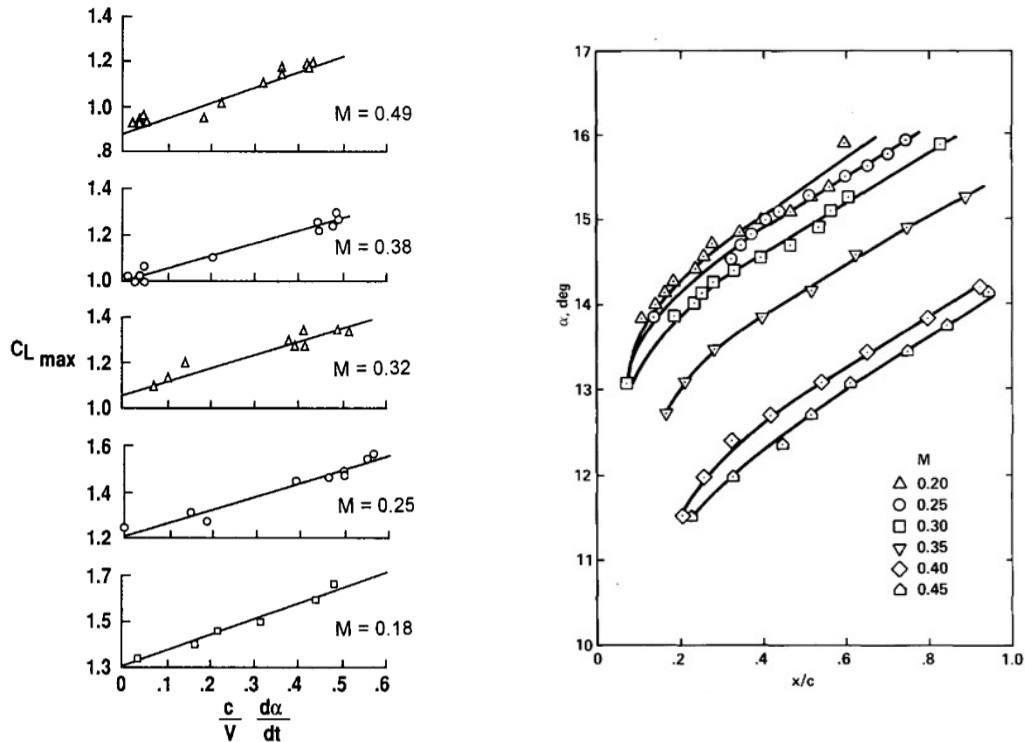 1.4
1.2
1.0
.8
M = 0.49
1.4
1.2
1.0
M = 0.38
1.4
1.2
1.0
M = 0.32
CL max
1.6
1.4
1.2
M = 0.25
1.7
1.5
1.3
M = 0.18
0 .1 .2 .3 .4 .5 .6
c dα
V dt
17
16
15
14
13
12
11
10
α, deg
M
0.20
0.25
0.30
0.35
0.40
0.45
0 .2 .4 .6 .8 1.0
x/c